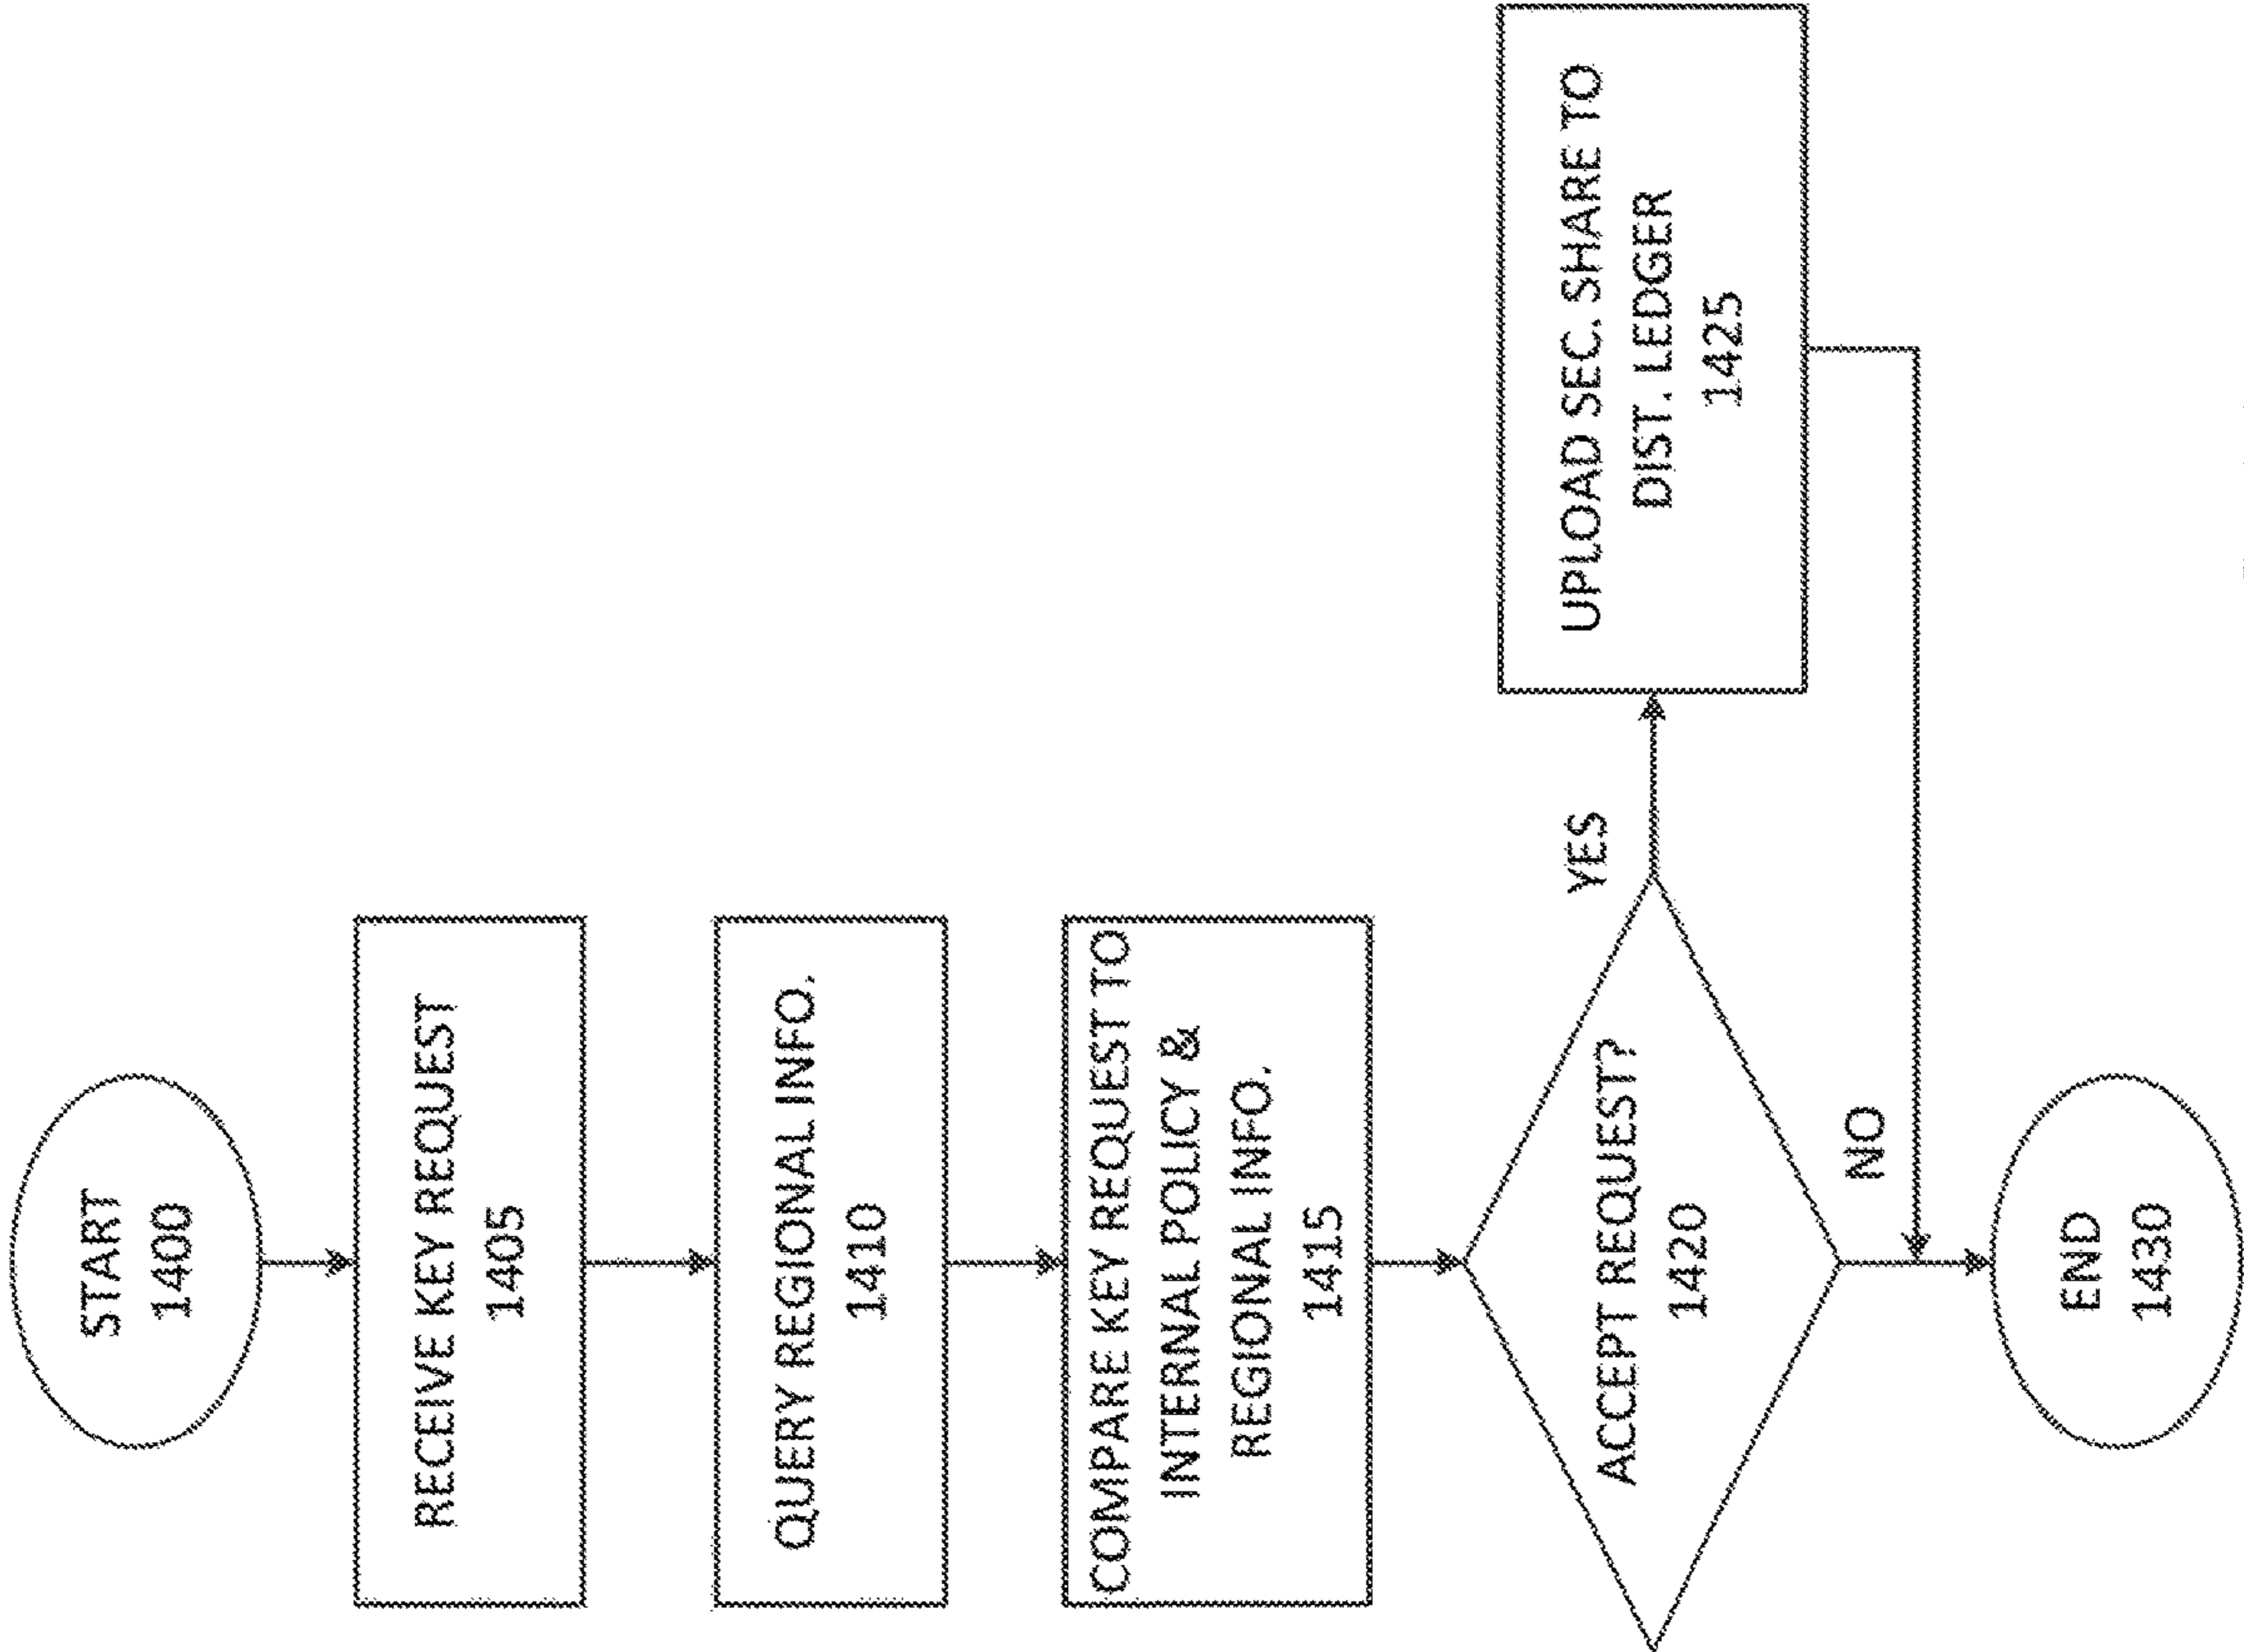 START
1400
RECEIVE KEY REQUEST
1405
QUERY REGIONAL INFO.
1410
COMPARE KEY REQUEST TO
INTERNAL POLICY &
REGIONAL INFO.
1415
ACCEPT REQUEST?
1420
YES
UPLOAD SEC. SHARE TO
DIST. LEDGER
1425
NO
END
1430